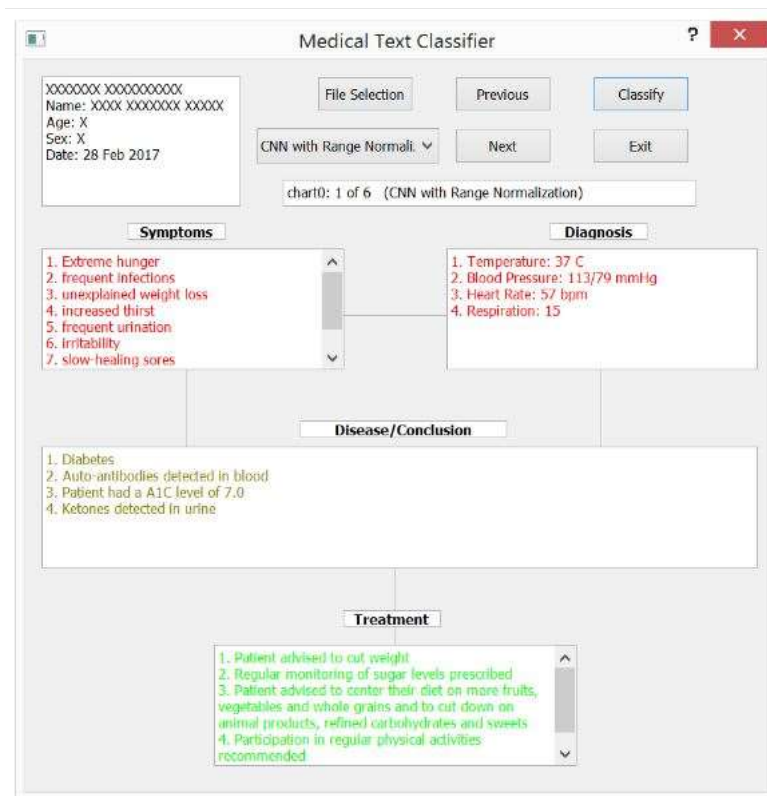 Medical Text Classifier
?
XXXXXXX XXXXXXXXXX
Name: XXXX XXXXXXX XXXXX
Age: X
Sex: X
Date: 28 Feb 2017
File Selection
Previous
Classify
CNN with Range Normali.
Next
Exit
chart0: 1 of 6 (CNN with Range Normalization)
Symptoms
1. Extreme hunger
2. frequent infections
3. unexplained weight loss
4. increased thirst
5. frequent urination
6. irritability
7. slow-healing sores
Diagnosis
1. Temperature: 37 C
2. Blood Pressure: 113/79 mmHg
3. Heart Rate: 57 bpm
4. Respiration: 15
Disease/Conclusion
1. Diabetes
2. Auto-antibodies detected in blood
3. Patient had a A1C level of 7.0
4. Ketones detected in urine
Treatment
1. Patient advised to cut weight
2. Regular monitoring of sugar levels prescribed
3. Patient advised to center their diet on more fruits,
vegetables and whole grains and to cut down on
animal products, refined carbohydrates and sweets
4. Participation in regular physical activities
recommended